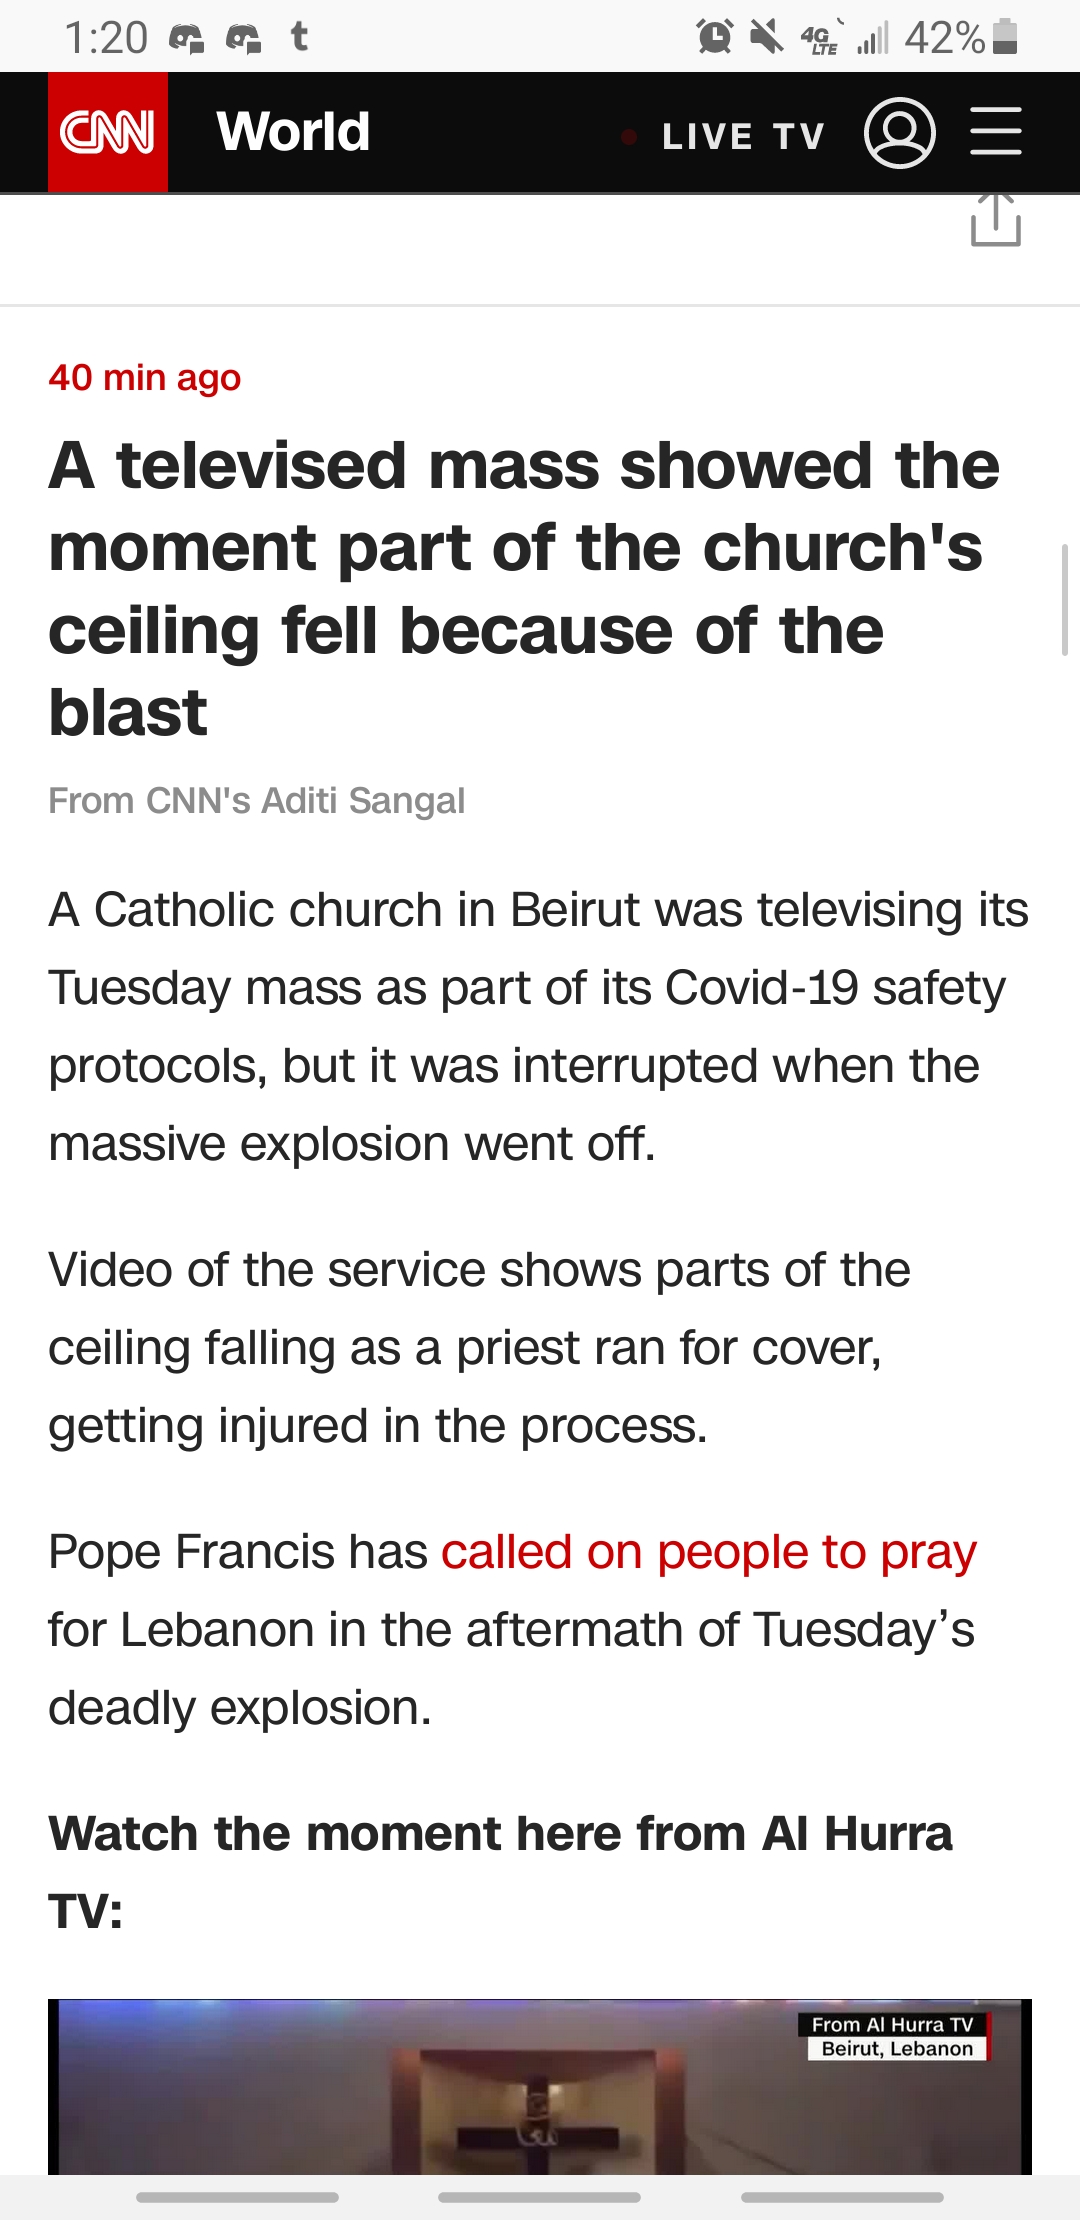 1:20 t 4G LTE 42%
CNN World LIVE TV
40 min ago
A televised mass showed the
moment part of the church's
ceiling fell because of the
blast
From CNN's Aditi Sangal
A Catholic church in Beirut was televising its
Tuesday mass as part of its Covid-19 safety
protocols, but it was interrupted when the
massive explosion went off.
Video of the service shows parts of the
ceiling falling as a priest ran for cover,
getting injured in the process.
Pope Francis has called on people to pray
for Lebanon in the aftermath of Tuesday’s
deadly explosion.
Watch the moment here from Al Hurra
TV:
From Al Hurra TV
Beirut, Lebanon